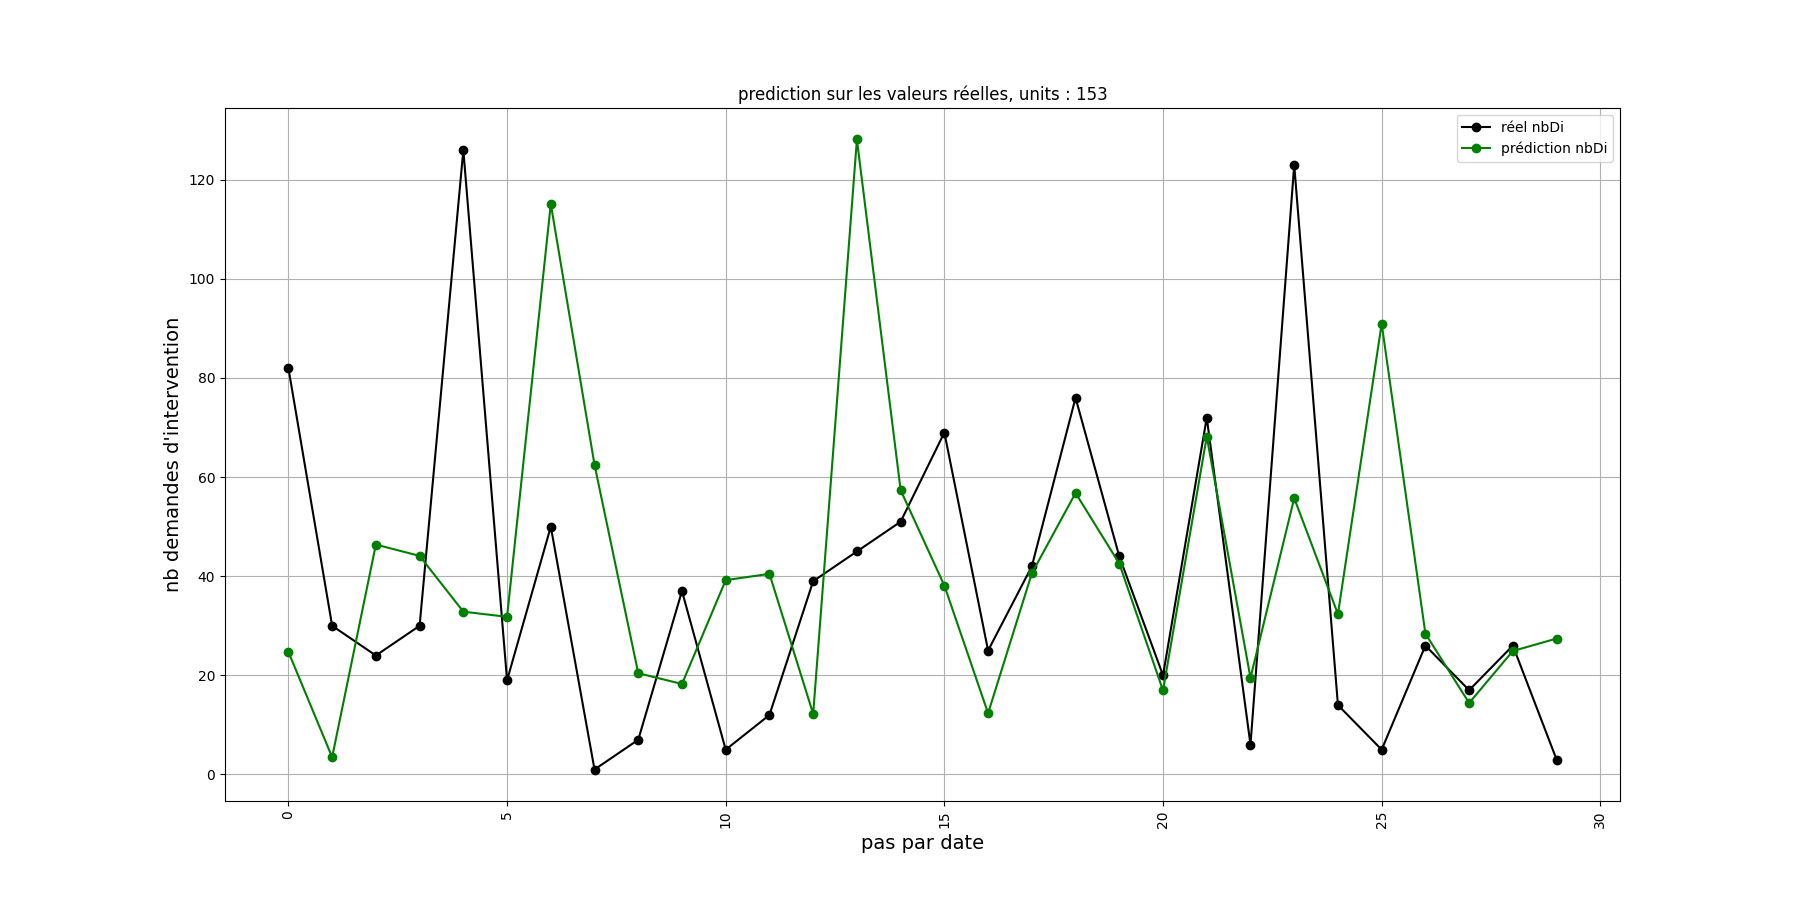 prediction sur les valeurs réelles, units : 153
réel nbDi
prédiction nbDi
nb demandes d'intervention
120
100
80
60
40
20
0
0
5
10
15
20
25
30
pas par date